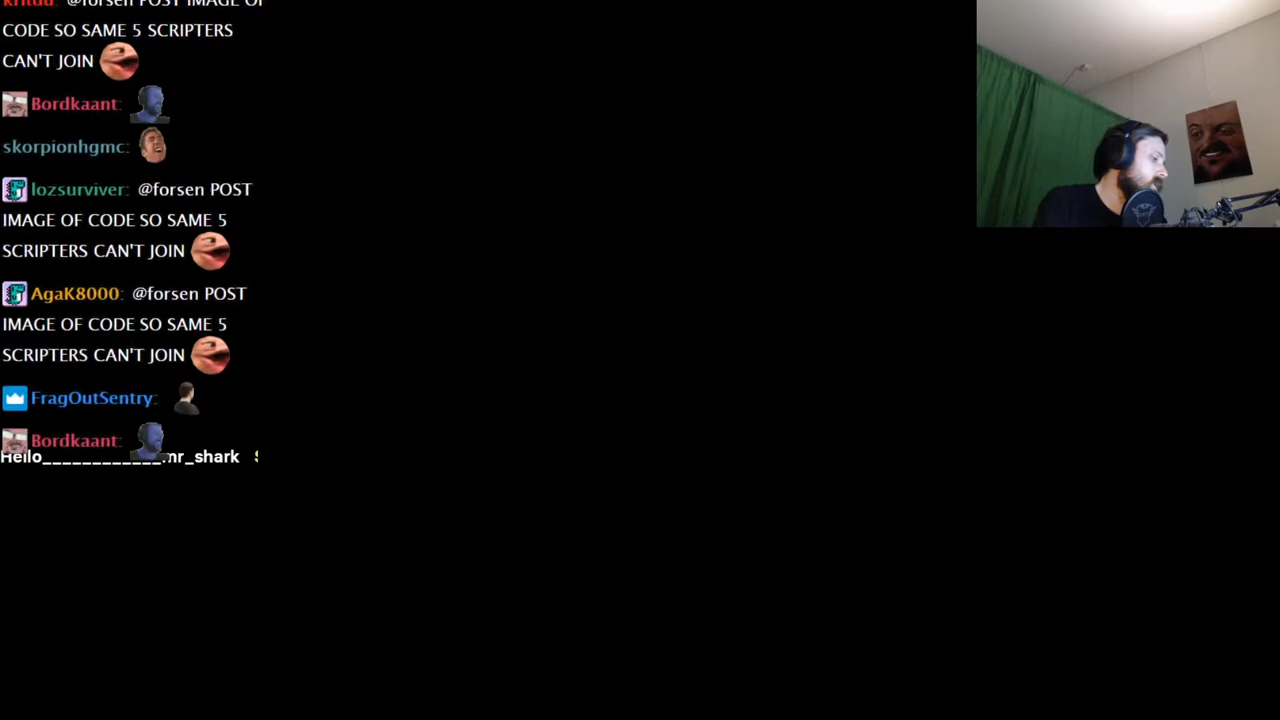 @forsen POST IMAGE OF
CODE SO SAME 5 SCRIPTERS
CAN'T JOIN
Bordkaant:
skorpionhgmc:
lozsurviver: @forsen POST
IMAGE OF CODE SO SAME 5
SCRIPTERS CAN'T JOIN
AgaK8000: @forsen POST
IMAGE OF CODE SO SAME 5
SCRIPTERS CAN'T JOIN
FragOutSentry:
Bordkaant:
Hello____________mr_shark